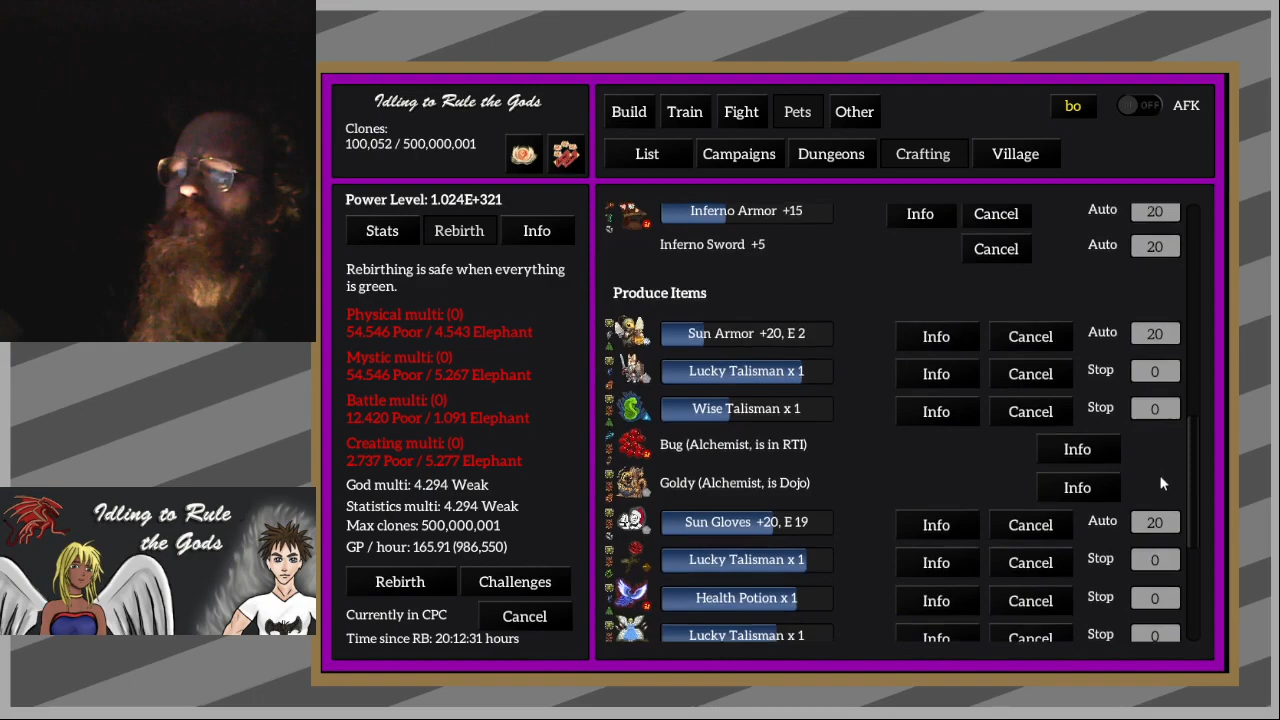 Idling to Rule the Gods
Clones:
100,052 / 500,000,001
Build
Train
Fight
Pets
Other
bo
OFF
AFK
List
Campaigns
Dungeons
Crafting
Village
Power Level: 1.024E+321
Stats
Rebirth
Info
Rebirthing is safe when everything
is green.
Physical multi: (0)
54.546 Poor / 4.543 Elephant
Mystic multi: (0)
54.546 Poor / 5.267 Elephant
Battle multi: (0)
12.420 Poor / 1.091 Elephant
Creating multi: (0)
2.737 Poor / 5.277 Elephant
God multi: 4.294 Weak
Statistics multi: 4.294 Weak
Max clones: 500,000,001
GP / hour: 165.91 (986,550)
Rebirth
Challenges
Currently in CPC
Cancel
Time since RB: 20:12:31 hours
Inferno Armor +15
Info
Cancel
Auto
20
Inferno Sword +5
Cancel
Auto
20
Produce Items
Sun Armor +20, E 2
Info
Cancel
Auto
20
Lucky Talisman x 1
Info
Cancel
Stop
0
Wise Talisman x 1
Info
Cancel
Stop
0
Bug (Alchemist, is in RTI)
Info
Goldy (Alchemist, is Dojo)
Info
Sun Gloves +20, E 19
Info
Cancel
Auto
20
Lucky Talisman x 1
Info
Cancel
Stop
0
Health Potion x 1
Info
Cancel
Stop
0
Lucky Talisman x 1
Info
Cancel
Stop
0
Idling to Rule
the Gods